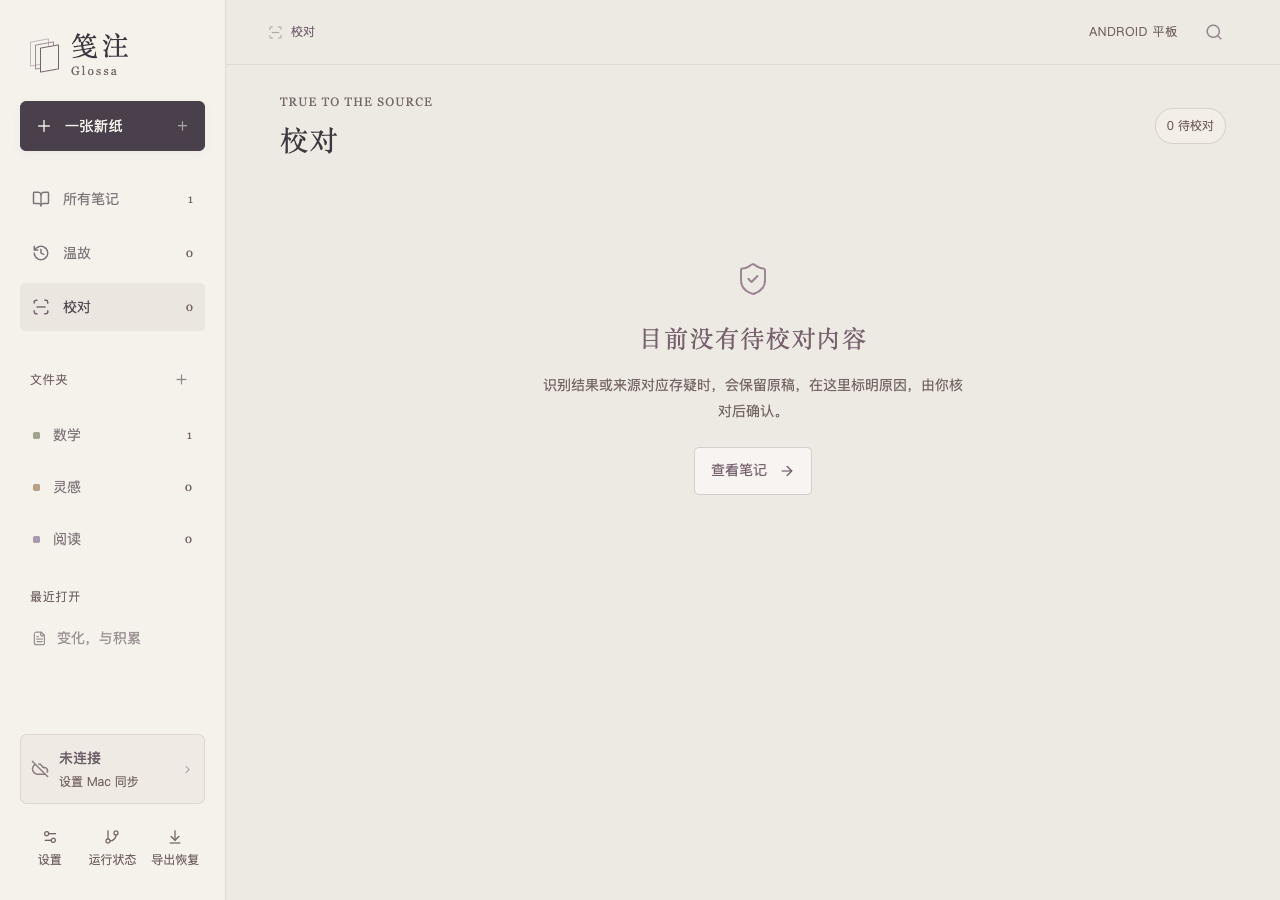 笺注
Glossa
一张新纸
所有笔记 1
温故 0
校对 0
文件夹
数学 1
灵感 0
阅读 0
最近打开
变化，与积累
未连接
设置 Mac 同步
设置 运行状态 导出恢复
校对 ANDROID 平板
TRUE TO THE SOURCE
校对
0 待校对
目前没有待校对内容
识别结果或来源对应存疑时，会保留原稿，在这里标明原因，由你核
对后确认。
查看笔记